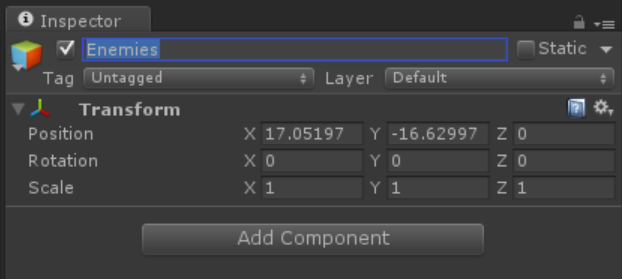 Inspector
Enemies Static
Tag Untagged Layer Default
Transform
Position X 17.05197 Y -16.62997 Z 0
Rotation X 0 Y 0 Z 0
Scale X 1 Y 1 Z 1
Add Component